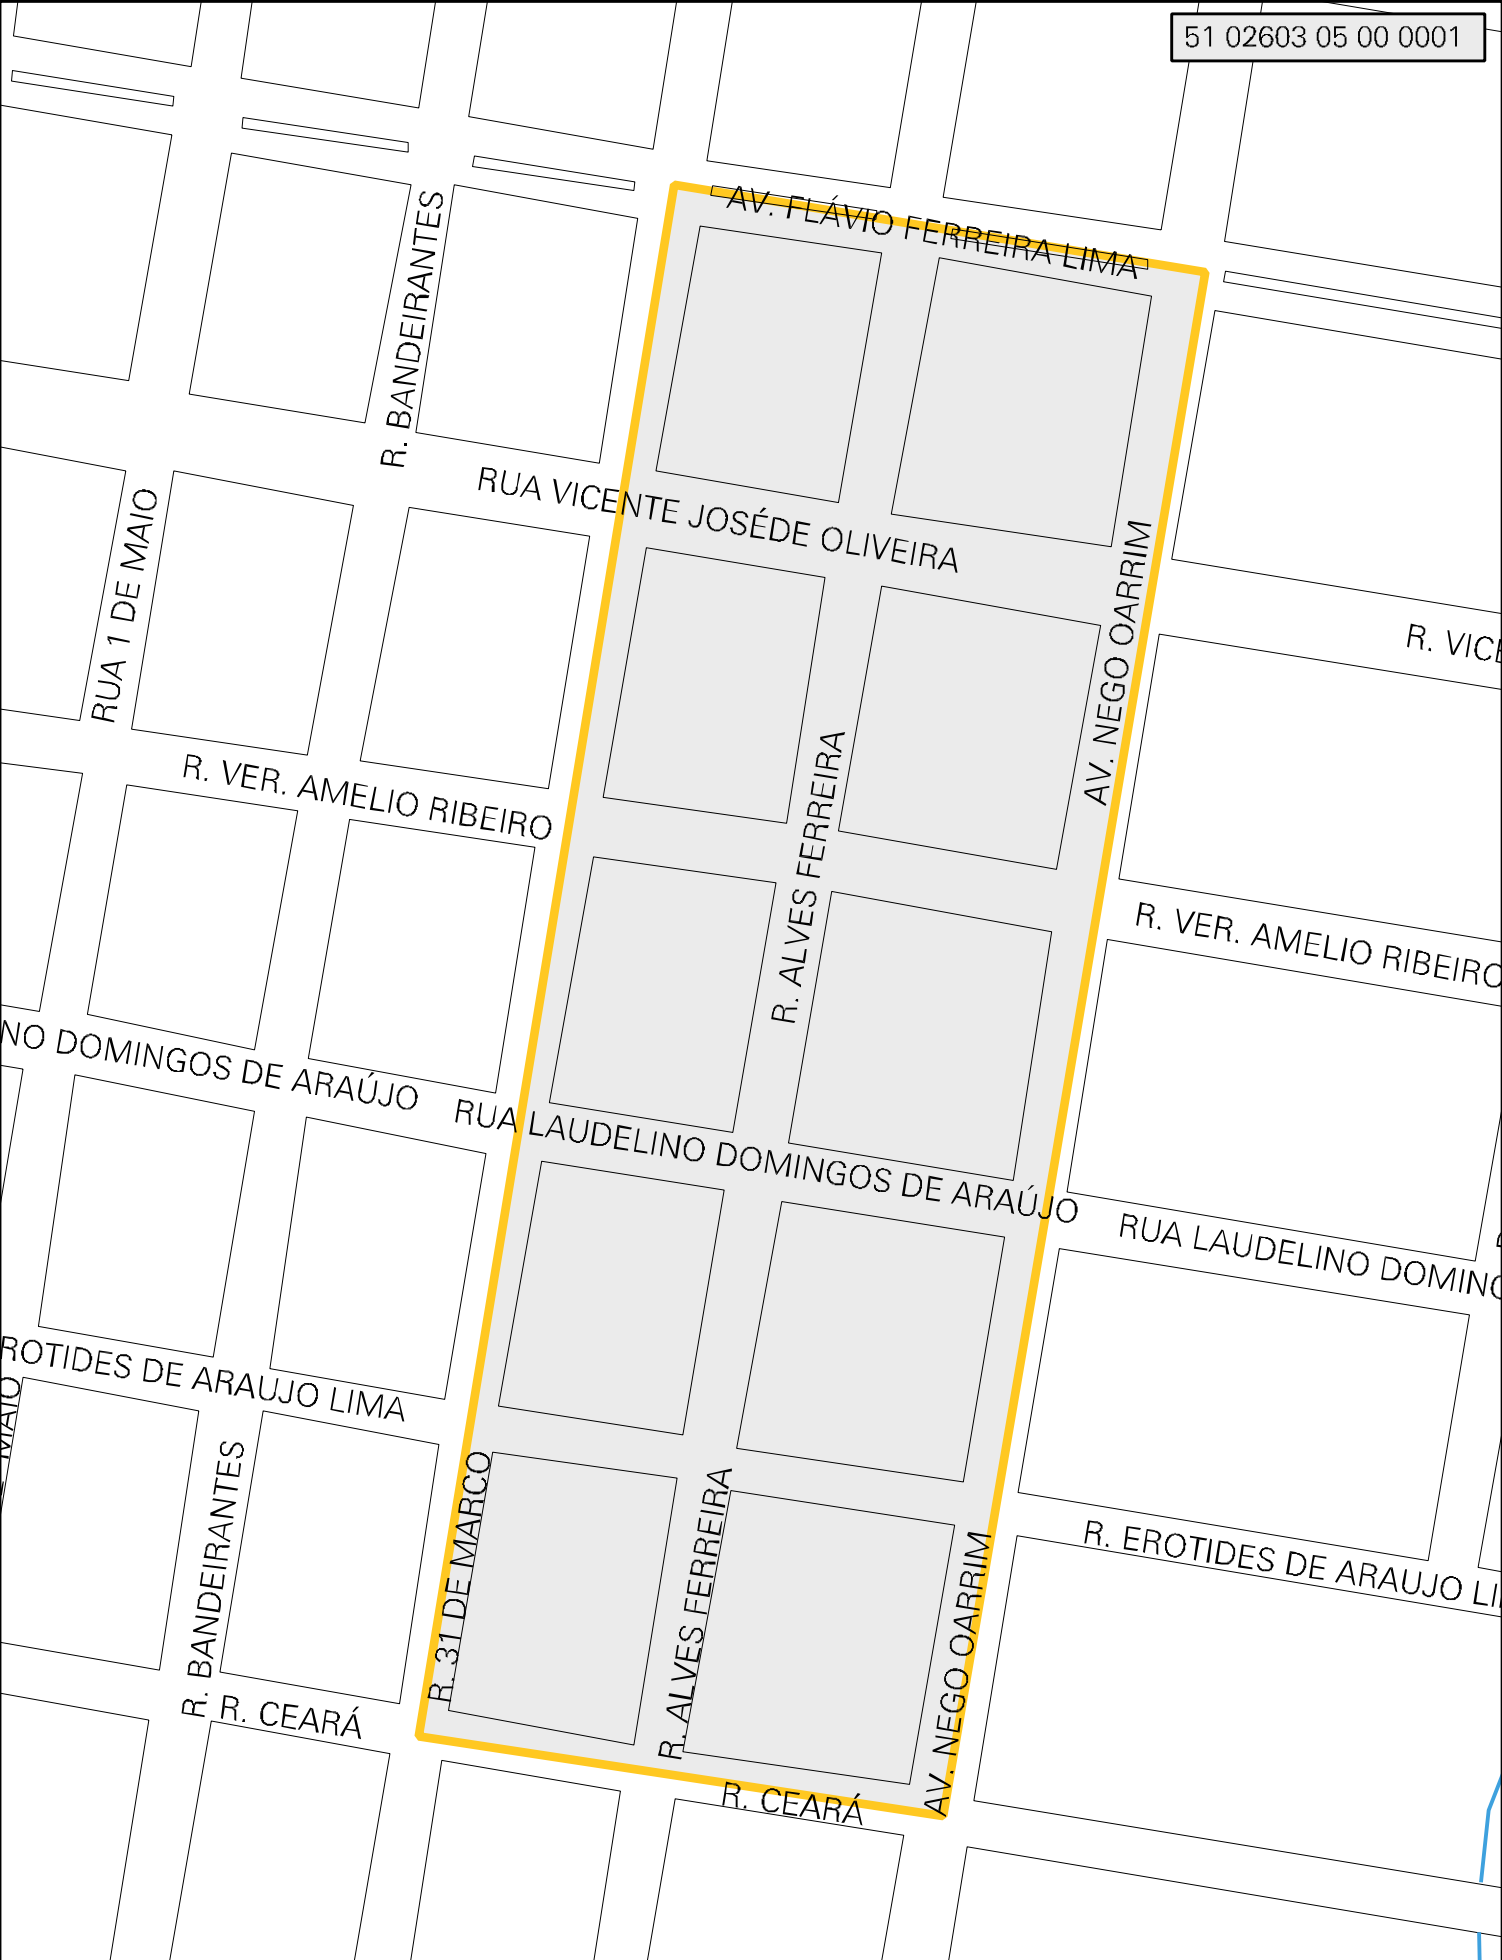 51 02603 05 00 0001
AV. FLÁVIO FERREIRA LIMA
R. BANDEIRANTES
RUA VICENTE JOSÉDE OLIVEIRA
RUA 1 DE MAIO
AV. NEGO OARRIM
R. VICE
R. VER. AMELIO RIBEIRO
R. ALVES FERREIRA
R. VER. AMELIO RIBEIRO
NO DOMINGOS DE ARAÚJO
RUA LAUDELINO DOMINGOS DE ARAÚJO
RUA LAUDELINO DOMING
ROTIDES DE ARAUJO LIMA
MAIO
R. BANDEIRANTES
R. 31 DE MARCO
R. ALVES FERREIRA
AV. NEGO OARRIM
R. EROTIDES DE ARAUJO LI
R. CEARÁ
R. CEARÁ